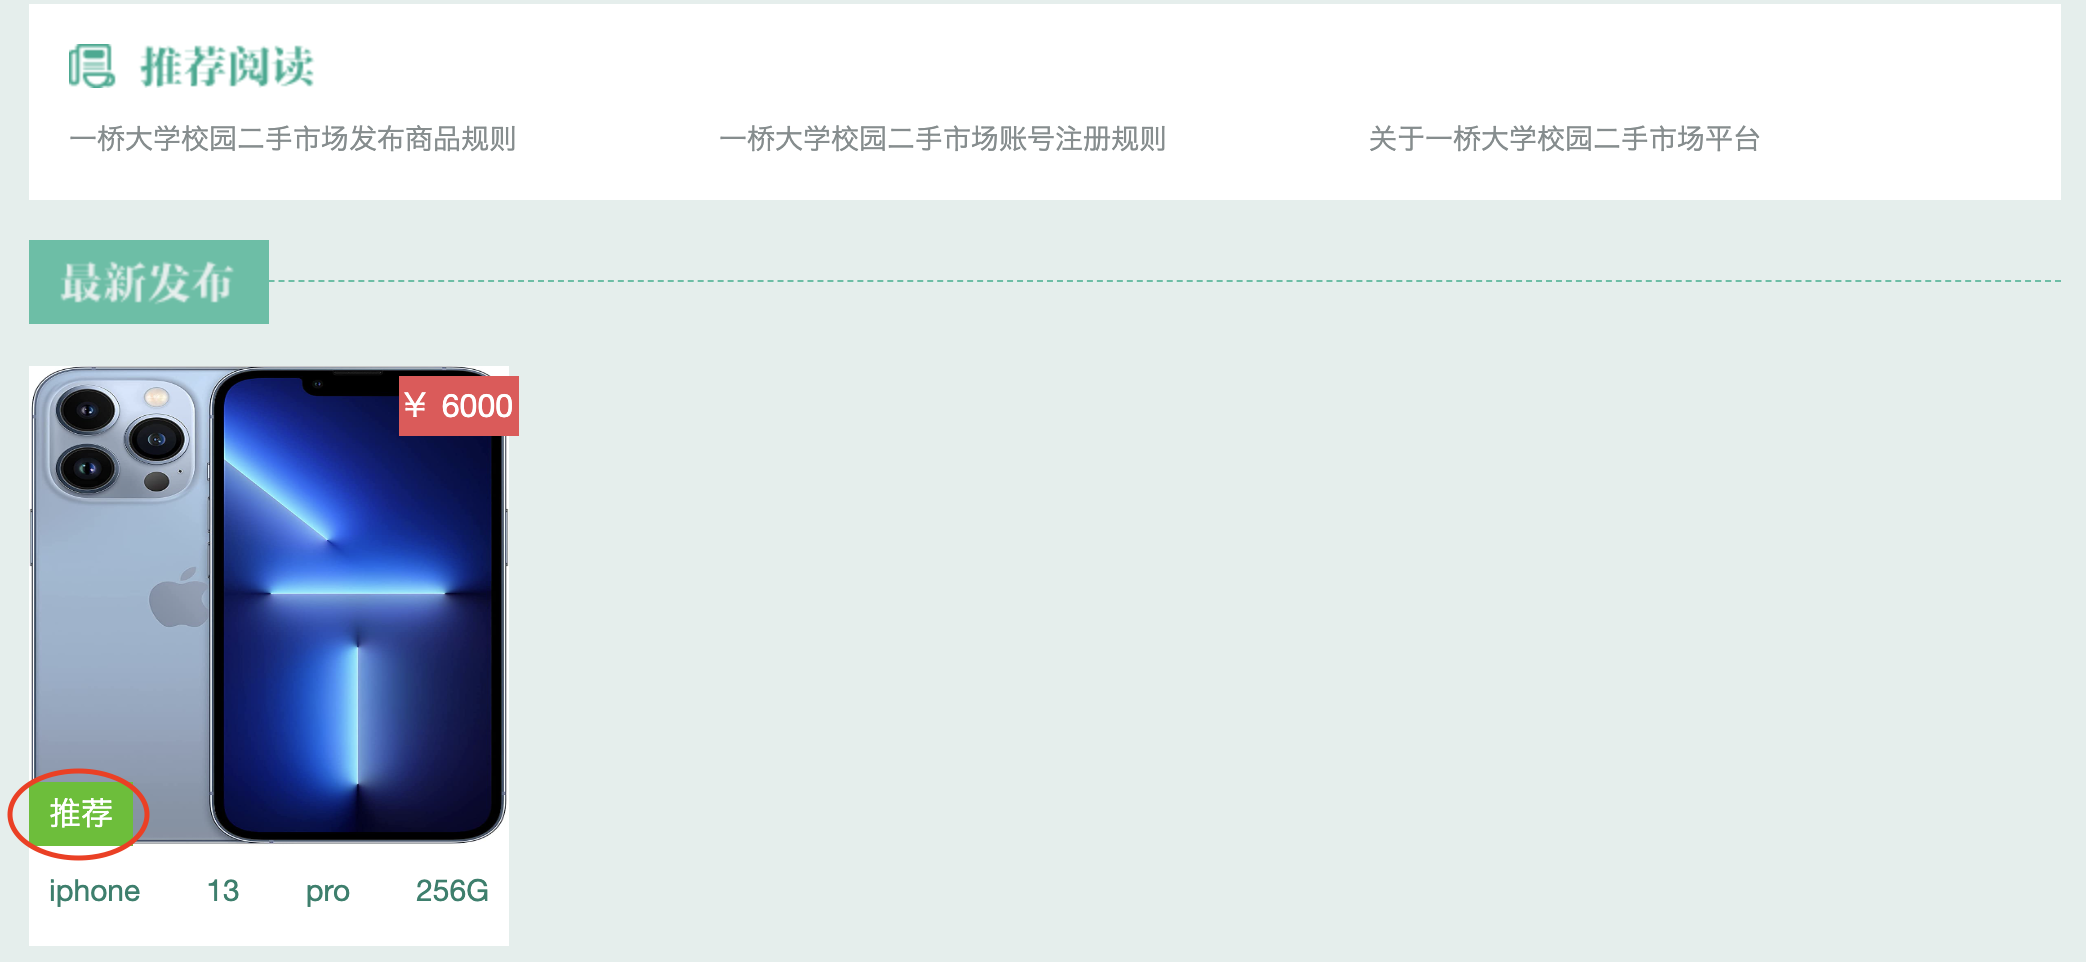 推荐阅读
一桥大学校园二手市场发布商品规则
一桥大学校园二手市场账号注册规则
关于一桥大学校园二手市场平台
最新发布
¥ 6000
推荐
iphone 13 pro 256G